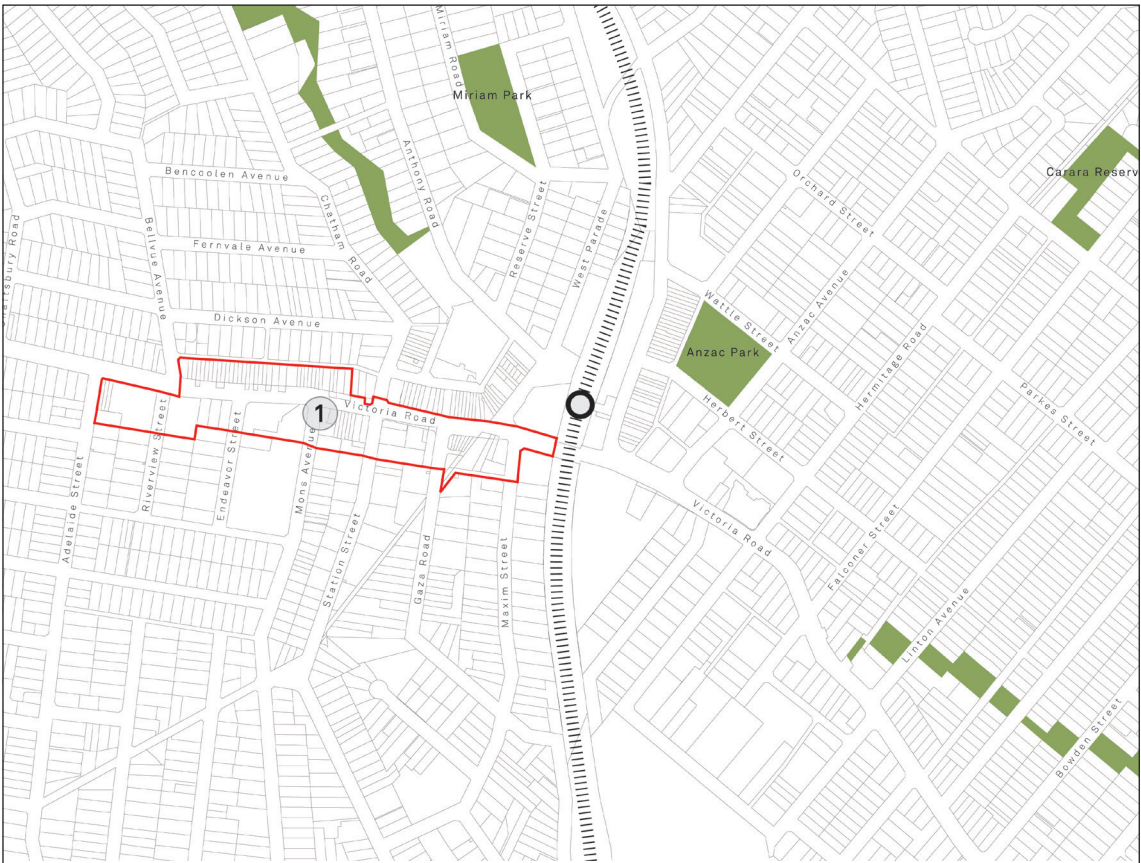 Miriam Road
Miriam Park
Anthony Road
Bencoolen Avenue
Chatham Road
Reserve Street
West Parade
Orchard Street
Carara Reserv
Bellvue Avenue
Fernvale Avenue
Dickson Avenue
Wattle Street
Anzac Avenue
Anzac Park
Hermitage Road
Parkes Street
Herbert Street
1
Victoria Road
Riverview Street
Endeavor Street
Mons Avenue
Adelaide Street
Station Street
Gaza Road
Maxim Street
Victoria Road
Falconer Street
Linton Avenue
Bowden Street